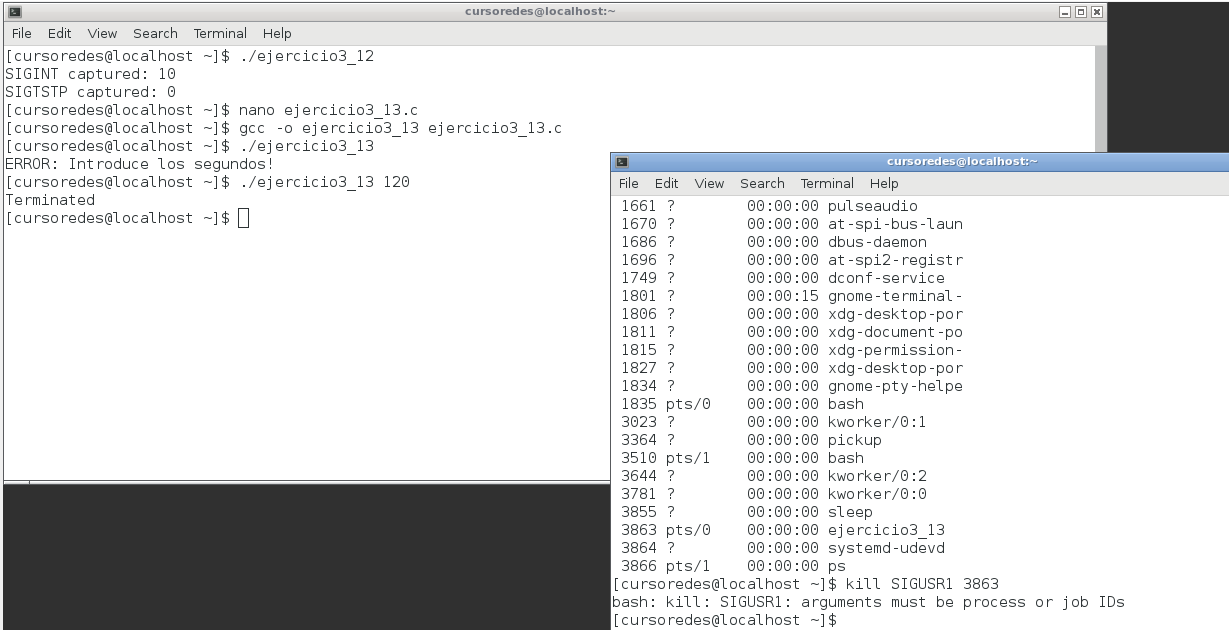 cursoredes@localhost:~
File Edit View Search Terminal Help
[cursoredes@localhost ~]$ ./ejercicio3_12
SIGINT captured: 10
SIGTSTP captured: 0
[cursoredes@localhost ~]$ nano ejercicio3_13.c
[cursoredes@localhost ~]$ gcc -o ejercicio3_13 ejercicio3_13.c
[cursoredes@localhost ~]$ ./ejercicio3_13
ERROR: Introduce los segundos!
[cursoredes@localhost ~]$ ./ejercicio3_13 120
Terminated
[cursoredes@localhost ~]$
cursoredes@localhost:~
File Edit View Search Terminal Help
1661 ? 00:00:00 pulseaudio
1670 ? 00:00:00 at-spi-bus-laun
1686 ? 00:00:00 dbus-daemon
1696 ? 00:00:00 at-spi2-registr
1749 ? 00:00:00 dconf-service
1801 ? 00:00:15 gnome-terminal-
1806 ? 00:00:00 xdg-desktop-por
1811 ? 00:00:00 xdg-document-po
1815 ? 00:00:00 xdg-permission-
1827 ? 00:00:00 xdg-desktop-por
1834 ? 00:00:00 gnome-pty-helpe
1835 pts/0 00:00:00 bash
3023 ? 00:00:00 kworker/0:1
3364 ? 00:00:00 pickup
3510 pts/1 00:00:00 bash
3644 ? 00:00:00 kworker/0:2
3781 ? 00:00:00 kworker/0:0
3855 ? 00:00:00 sleep
3863 pts/0 00:00:00 ejercicio3_13
3864 ? 00:00:00 systemd-udevd
3866 pts/1 00:00:00 ps
[cursoredes@localhost ~]$ kill SIGUSR1 3863
bash: kill: SIGUSR1: arguments must be process or job IDs
[cursoredes@localhost ~]$